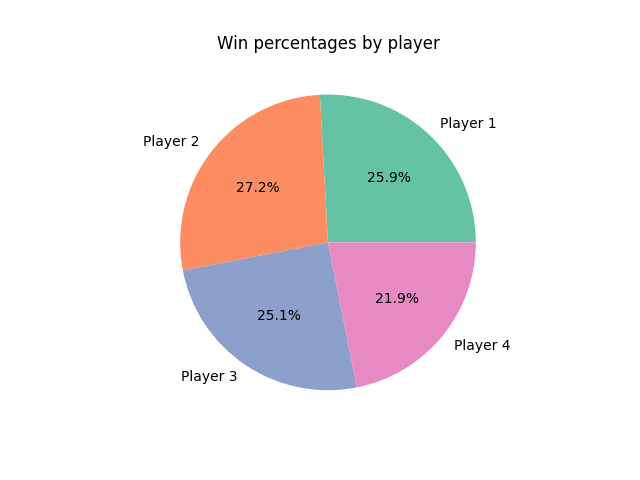 Win percentages by player
Player 1
25.9%
Player 2
27.2%
Player 3
25.1%
Player 4
21.9%